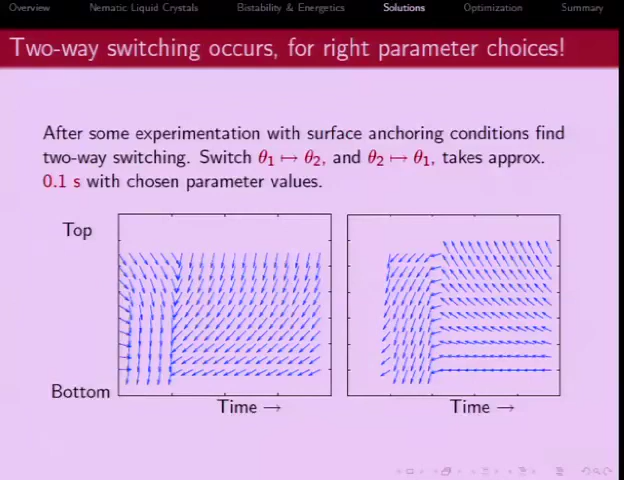 Overview Nematic Liquid Crystals Bistability & Energetics Solutions Optimization Summary
Two-way switching occurs, for right parameter choices!
After some experimentation with surface anchoring conditions find
two-way switching. Switch θ₁ ↦ θ₂, and θ₂ ↦ θ₁, takes approx.
0.1 s with chosen parameter values.
Top
Bottom
Time → Time →